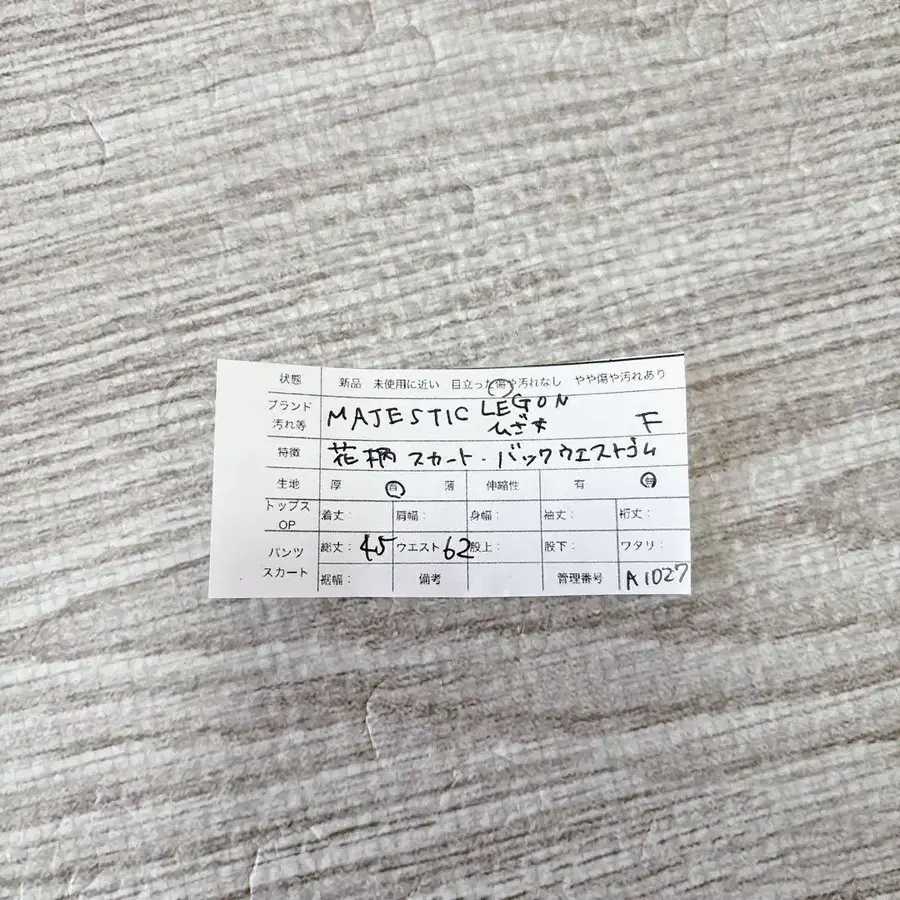 状態 新品 未使用に近い 目立った傷や汚れなし やや傷や汚れあり
ブランド MAJESTIC LEGON
汚れ等 ひざ丈 F
特徴 花柄スカート・バックウエストゴム
生地 厚 普 薄 伸縮性 有 無
トップス OP 着丈: 肩幅: 身幅: 袖丈: 裄丈:
パンツ 総丈: 45 ウエスト 62 股上: 股下: ワタリ:
スカート 裾幅: 備考 管理番号 A1027